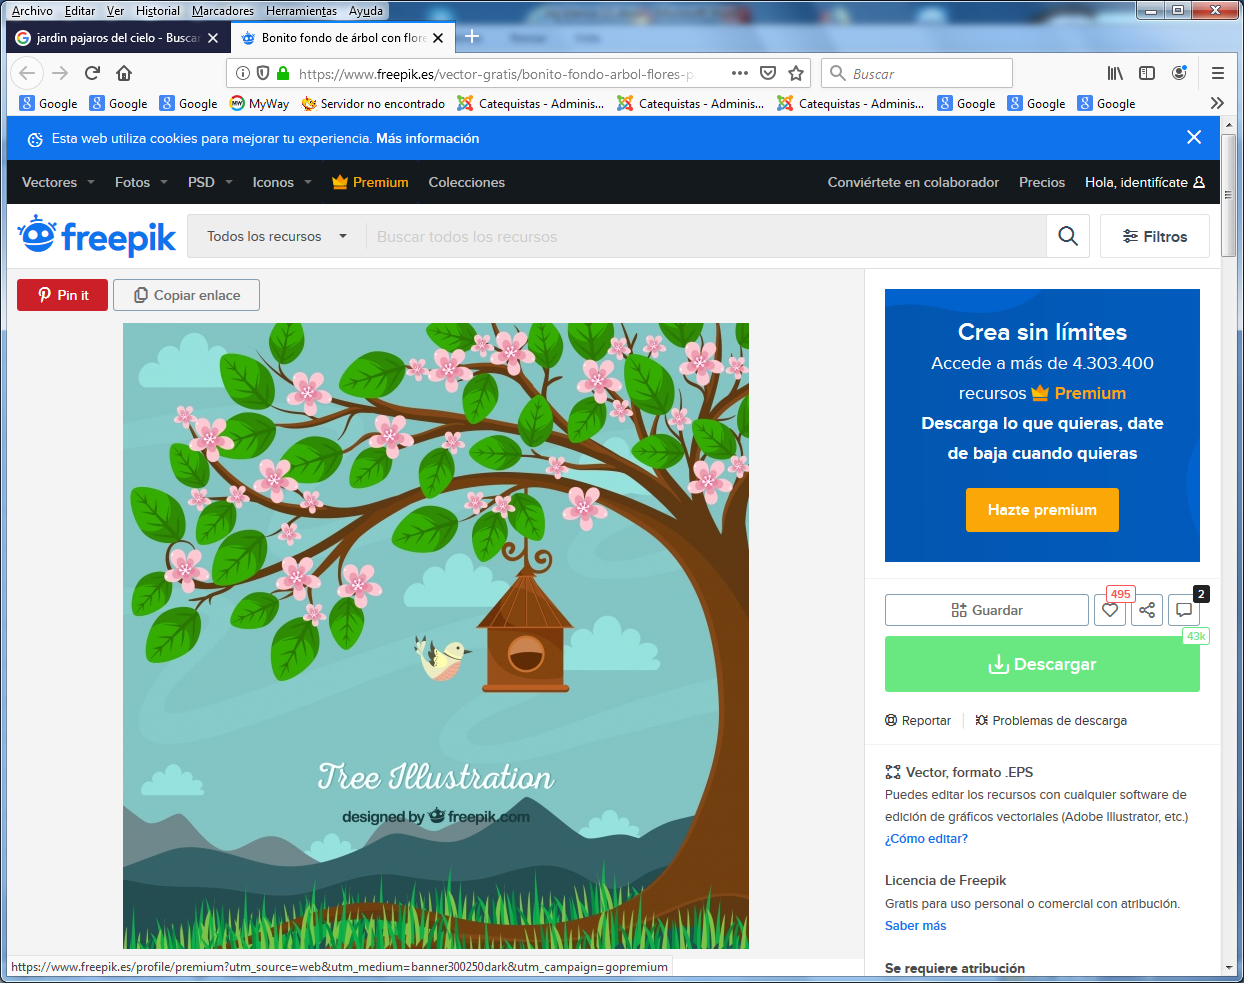 Archivo Editar Ver Historial Marcadores Herramientas Ayuda
jardin pajaros del cielo - Buscar
Bonito fondo de árbol con flore
https://www.freepik.es/vector-gratis/bonito-fondo-arbol-flores-p
Buscar
Google Google Google MyWay Servidor no encontrado Catequistas - Adminis... Catequistas - Adminis... Catequistas - Adminis... Google Google Google
Esta web utiliza cookies para mejorar tu experiencia. Más información
Vectores Fotos PSD Iconos Premium Colecciones Conviértete en colaborador Precios Hola, identifícate
freepik Todos los recursos Buscar todos los recursos Filtros
Pin it Copiar enlace
Crea sin límites
Accede a más de 4.303.400
recursos Premium
Descarga lo que quieras, date
de baja cuando quieras
Hazte premium
Guardar 495 2
43k
Descargar
Reportar Problemas de descarga
Tree Illustration
designed by freepik.com
Vector, formato .EPS
Puedes editar los recursos con cualquier software de
edición de gráficos vectoriales (Adobe Illustrator, etc.)
¿Cómo editar?
Licencia de Freepik
Gratis para uso personal o comercial con atribución.
Saber más
Se requiere atribución
https://www.freepik.es/profile/premium?utm_source=web&utm_medium=banner300250dark&utm_campaign=gopremium